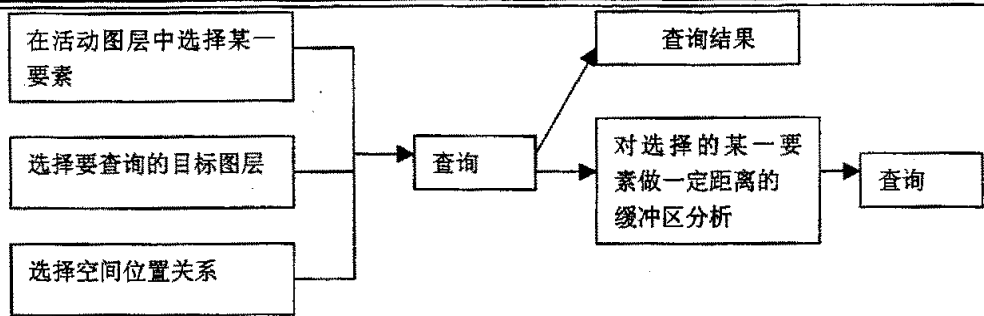 在活动图层中选择某一
要素
选择要查询的目标图层
选择空间位置关系
查询
查询结果
对选择的某一要
素做一定距离的
缓冲区分析
查询